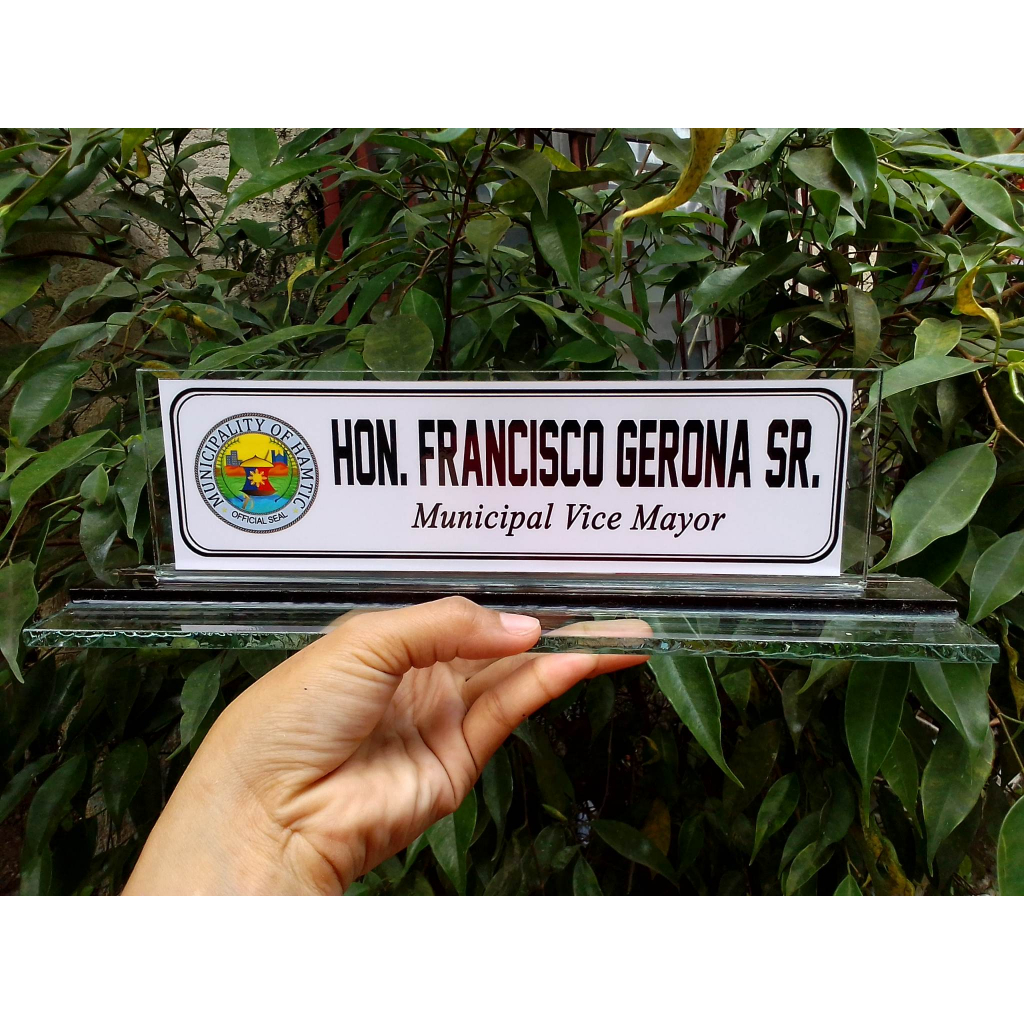 MUNICIPALITY OF HAMTIC
OFFICIAL SEAL
HON. FRANCISCO GERONA SR.
Municipal Vice Mayor